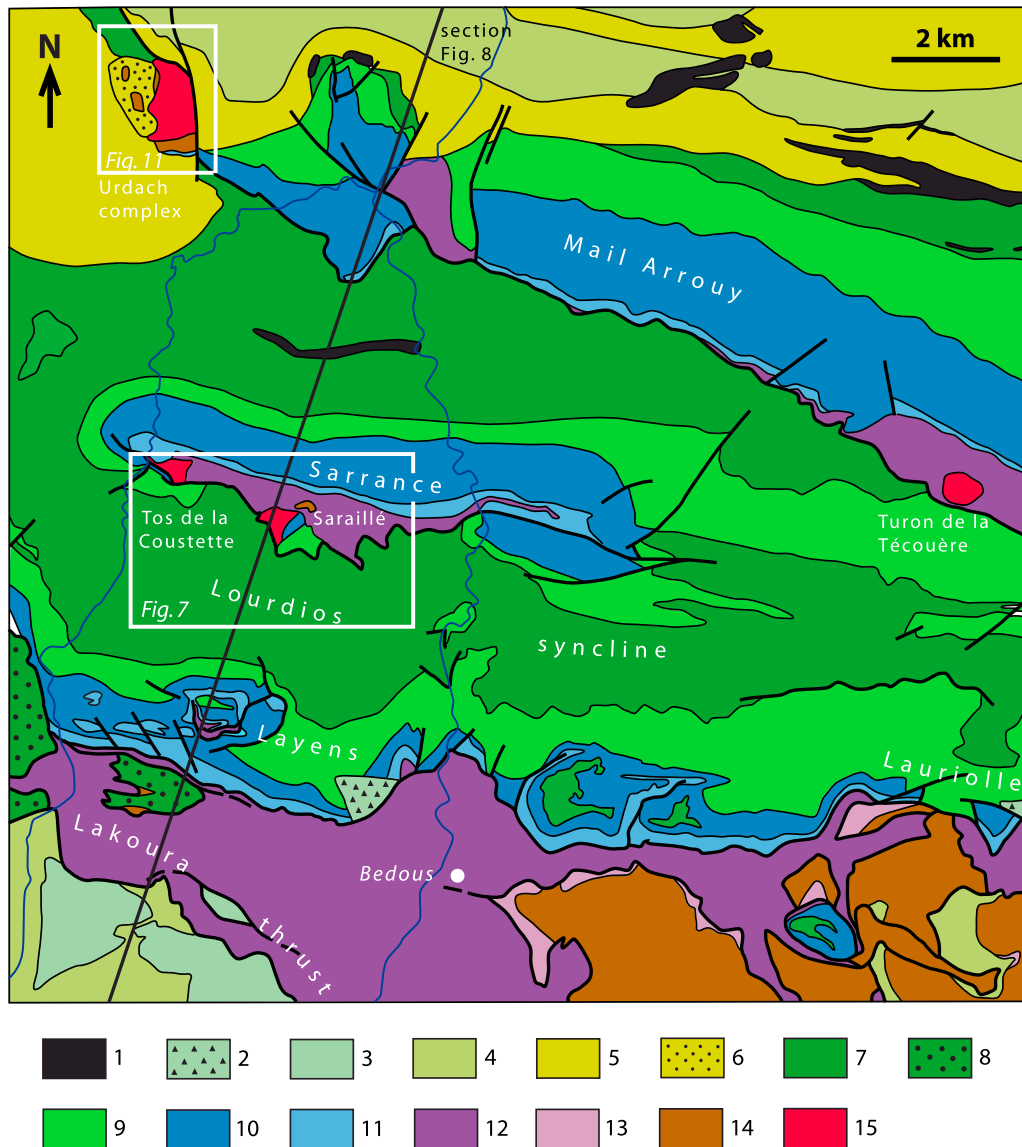 N
section
Fig. 8
2 km
Fig. 11
Urdach
complex
Mail Arrouy
Sarrance
Tos de la
Coustette
Saraillé
Turon de la
Técouère
Fig. 7
Lourdios
syncline
Layens
Lauriolle
Lakoura
thrust
Bedous
1 2 3 4 5 6 7 8
9 10 11 12 13 14 15